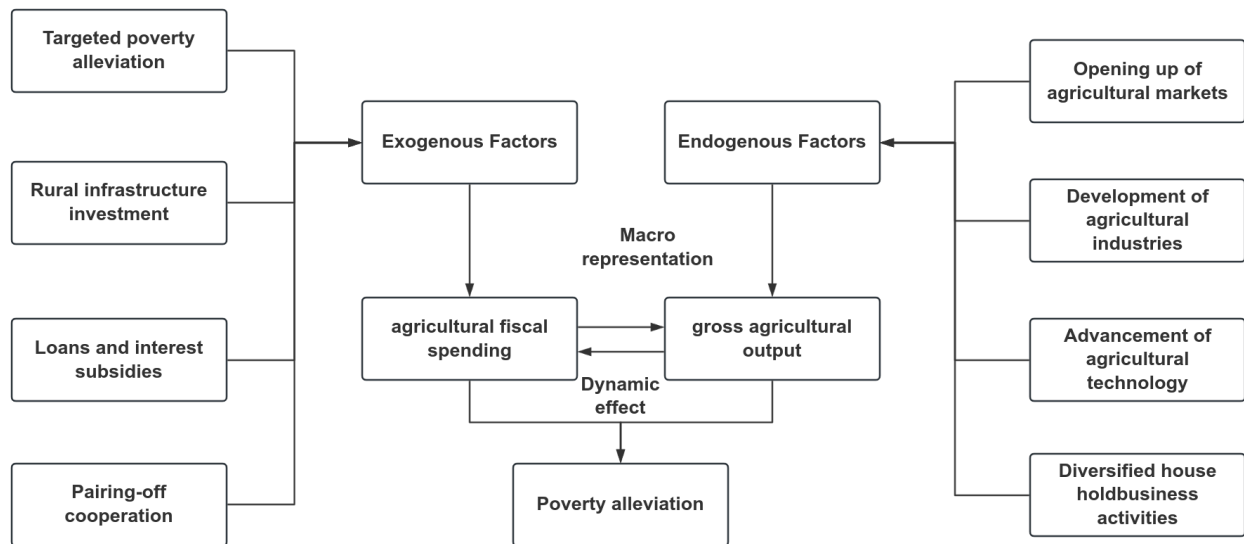 Targeted poverty
alleviation
Rural infrastructure
investment
Loans and interest
subsidies
Pairing-off
cooperation
Exogenous Factors
Endogenous Factors
Macro
representation
agricultural fiscal
spending
gross agricultural
output
Dynamic
effect
Poverty alleviation
Opening up of
agricultural markets
Development of
agricultural
industries
Advancement of
agricultural
technology
Diversified house
holdbusiness
activities